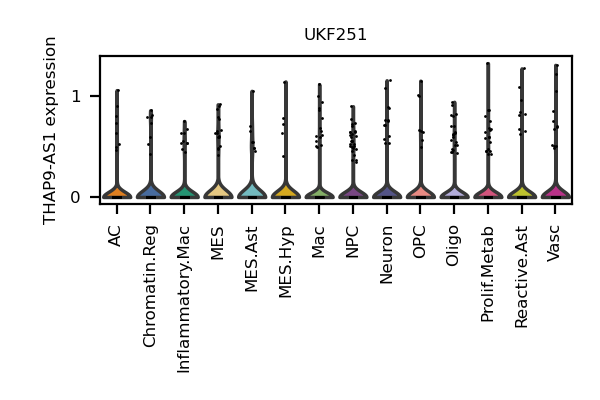 UKF251
THAP9-AS1 expression
1
0
AC
Chromatin.Reg
Inflammatory.Mac
MES
MES.Ast
MES.Hyp
Mac
NPC
Neuron
OPC
Oligo
Prolif.Metab
Reactive.Ast
Vasc